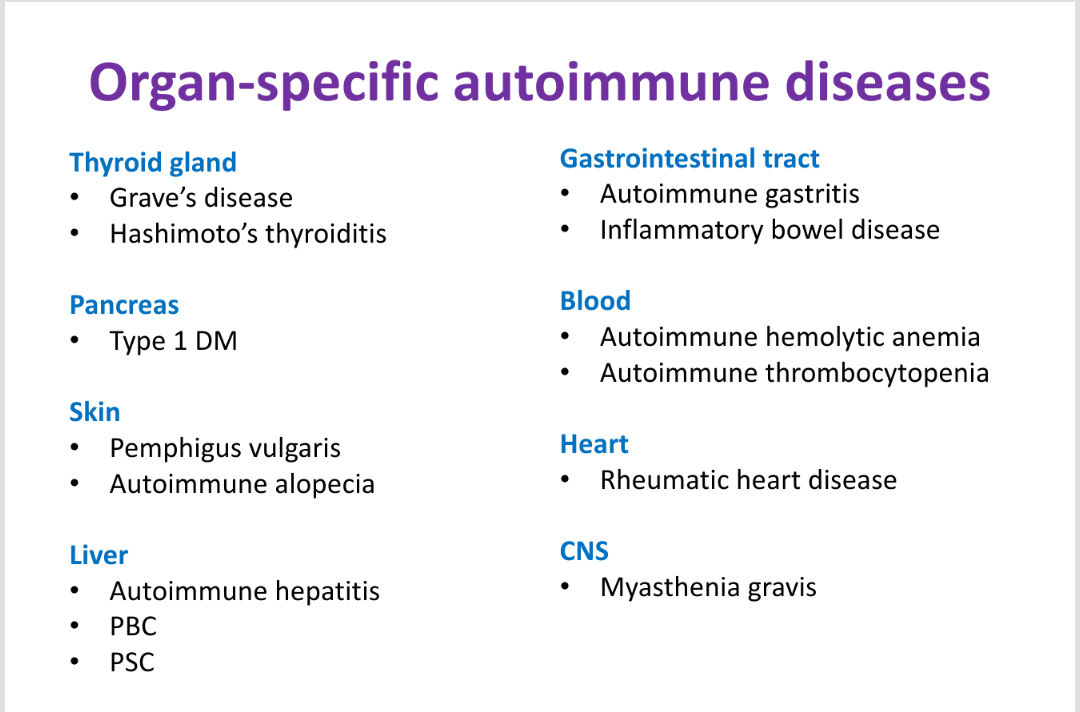 Organ-specific autoimmune diseases
Thyroid gland
• Grave’s disease
• Hashimoto’s thyroiditis
Pancreas
• Type 1 DM
Skin
• Pemphigus vulgaris
• Autoimmune alopecia
Liver
• Autoimmune hepatitis
• PBC
• PSC
Gastrointestinal tract
• Autoimmune gastritis
• Inflammatory bowel disease
Blood
• Autoimmune hemolytic anemia
• Autoimmune thrombocytopenia
Heart
• Rheumatic heart disease
CNS
• Myasthenia gravis